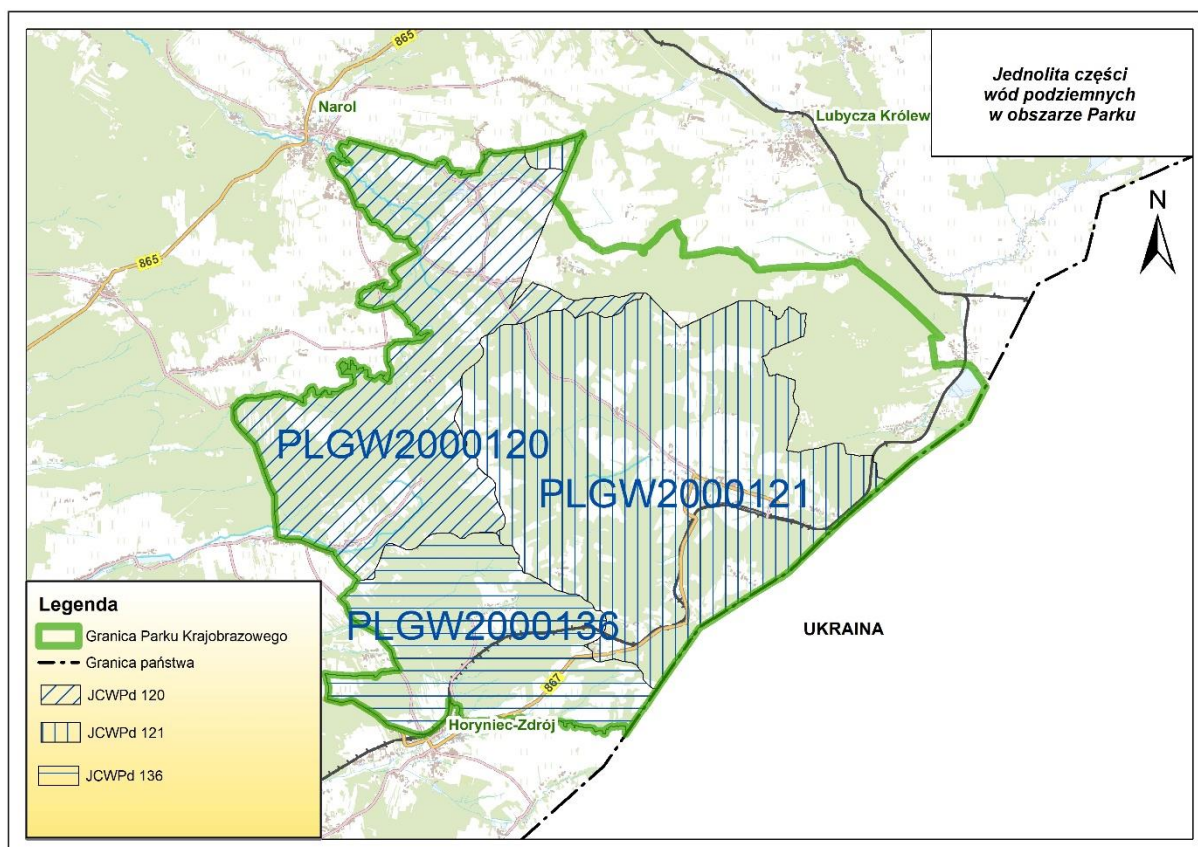 Jednolita części
wód podziemnych
w obszarze Parku
865
Narol
Lubycza Królew
N
865
PLGW2000120
PLGW2000121
PLGW2000136
UKRAINA
867
Horyniec-Zdrój
Legenda
Granica Parku Krajobrazowego
Granica państwa
JCWPd 120
JCWPd 121
JCWPd 136